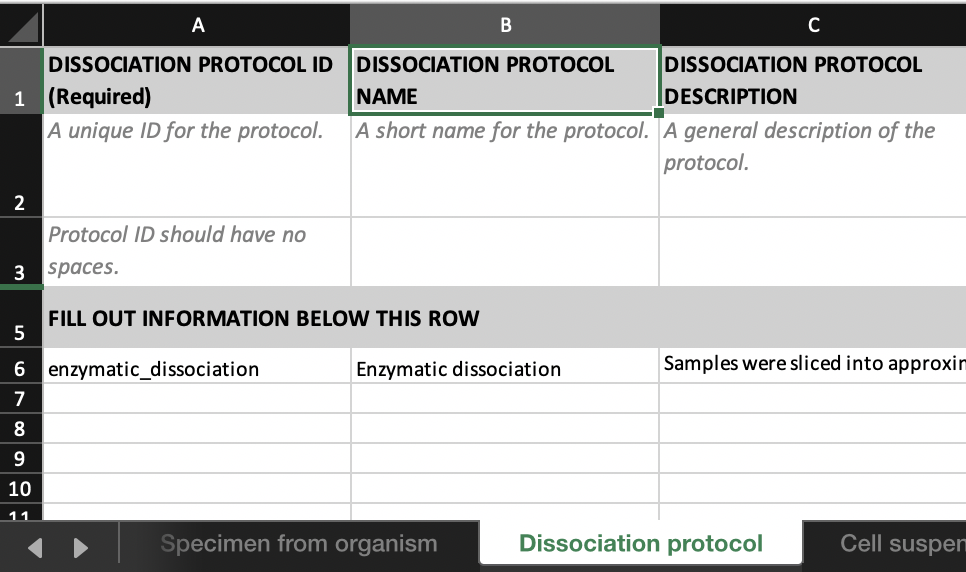 A B C
1 DISSOCIATION PROTOCOL ID (Required) DISSOCIATION PROTOCOL NAME DISSOCIATION PROTOCOL DESCRIPTION
2 A unique ID for the protocol. A short name for the protocol. A general description of the protocol.
3 Protocol ID should have no spaces.
5 FILL OUT INFORMATION BELOW THIS ROW
6 enzymatic_dissociation Enzymatic dissociation Samples were sliced into approxim
7
8
9
10
11
Specimen from organism Dissociation protocol Cell suspen